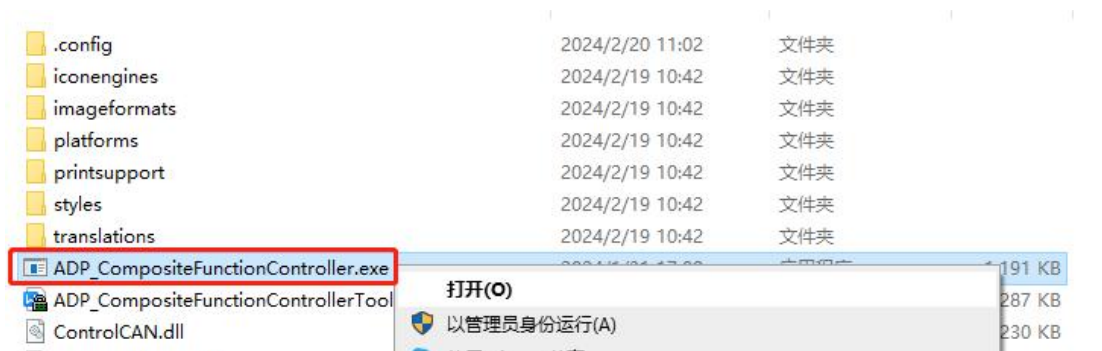 .config 2024/2/20 11:02 文件夹
iconengines 2024/2/19 10:42 文件夹
imageformats 2024/2/19 10:42 文件夹
platforms 2024/2/19 10:42 文件夹
printsupport 2024/2/19 10:42 文件夹
styles 2024/2/19 10:42 文件夹
translations 2024/2/19 10:42 文件夹
ADP_CompositeFunctionController.exe 1,191 KB
打开(O)
ADP_CompositeFunctionControllerTool 287 KB
以管理员身份运行(A)
ControlCAN.dll 230 KB